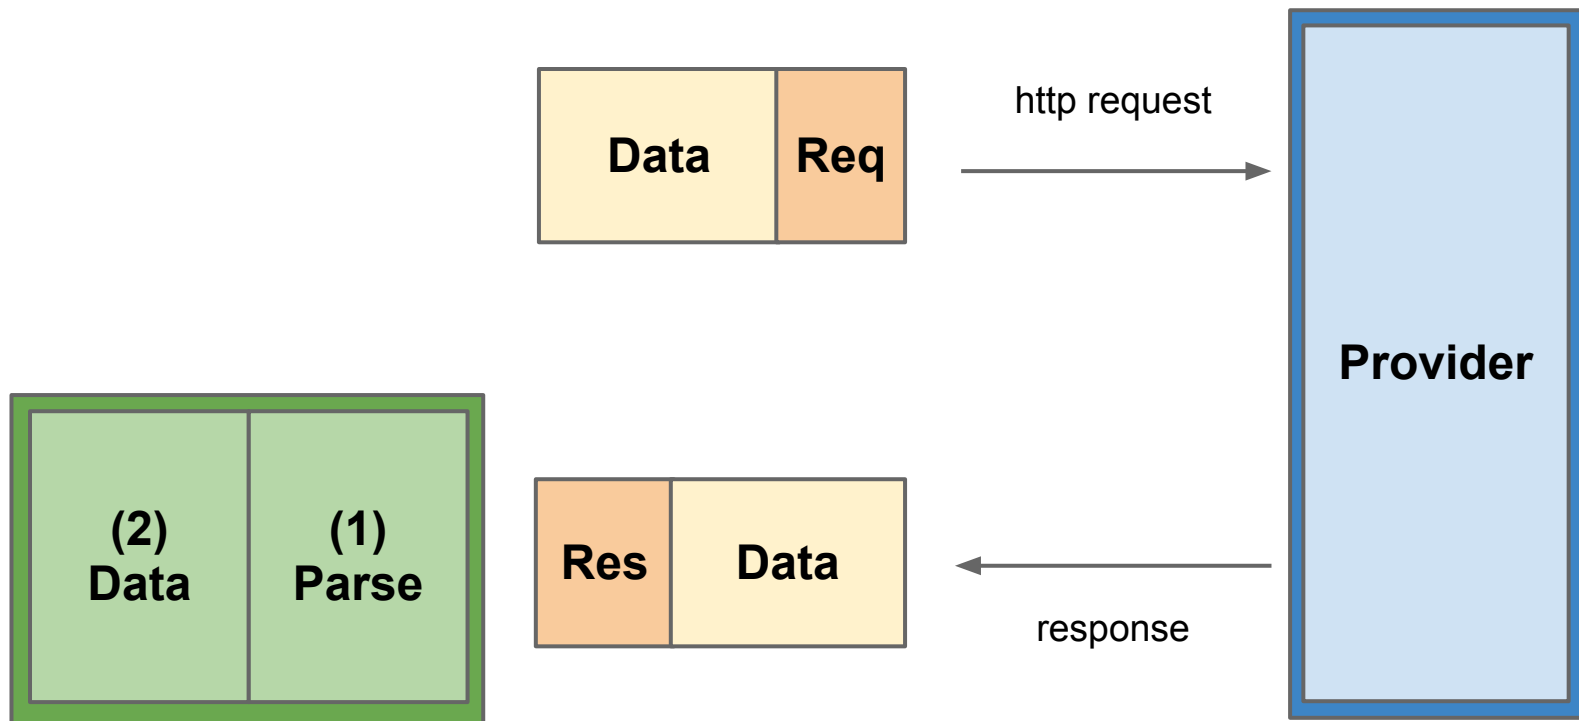 Data
Req
http request
Provider
(2)
Data
(1)
Parse
Res
Data
response